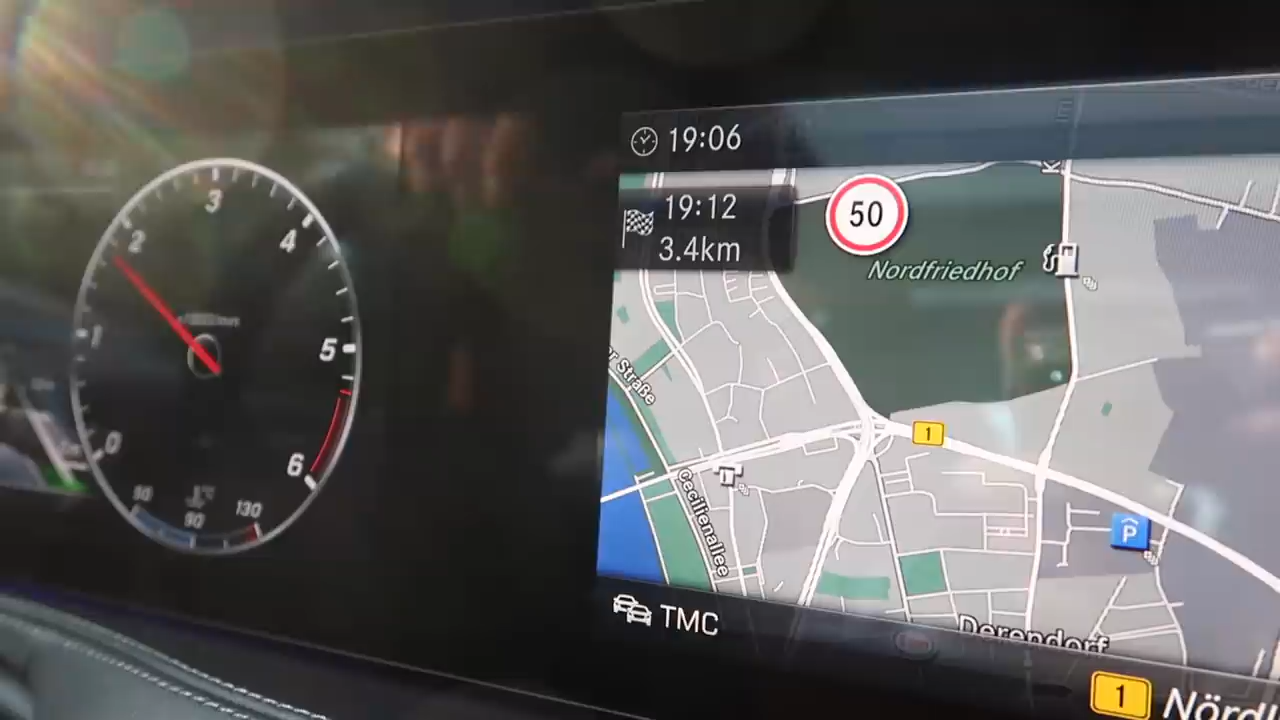 19:06
19:12
3.4km
50
Nordfriedhof
3
2
4
1
5
0
6
r Straße
1
Cecilienallee
P
50
°C
90
130
TMC
Derendorf
1 Nördl